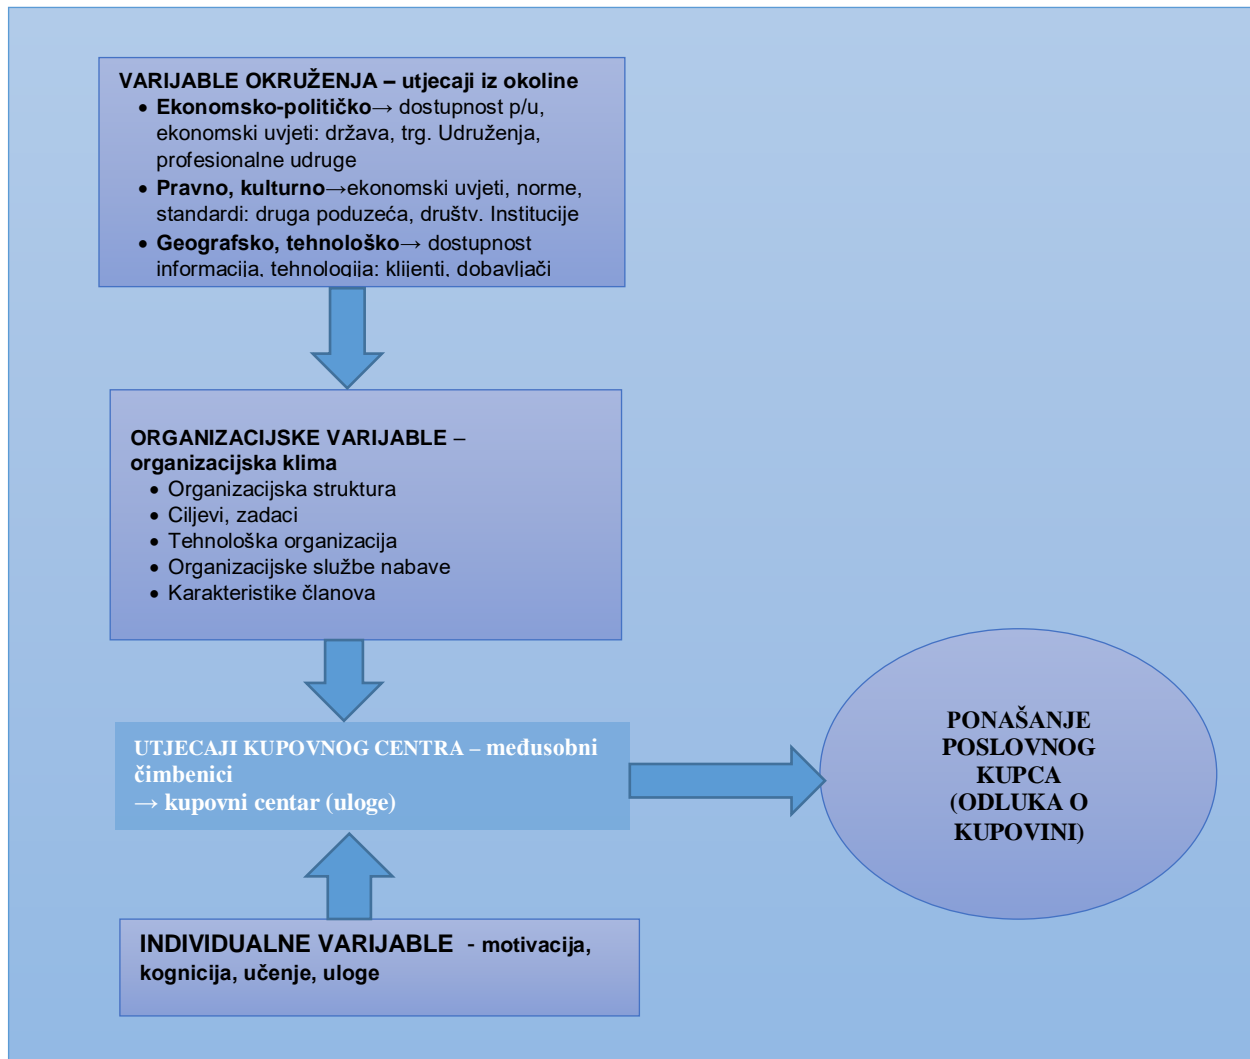 VARIJABLE OKRUŽENJA – utjecaji iz okoline
• Ekonomsko-političko→ dostupnost p/u,
ekonomski uvjeti: država, trg. Udruženja,
profesionalne udruge
• Pravno, kulturno→ekonomski uvjeti, norme,
standardi: druga poduzeća, društv. Institucije
• Geografsko, tehnološko→ dostupnost
informacija, tehnologija: klijenti, dobavljači
ORGANIZACIJSKE VARIJABLE –
organizacijska klima
• Organizacijska struktura
• Ciljevi, zadaci
• Tehnološka organizacija
• Organizacijske službe nabave
• Karakteristike članova
UTJECAJI KUPOVNOG CENTRA – međusobni
čimbenici
→ kupovni centar (uloge)
PONAŠANJE
POSLOVNOG
KUPCA
(ODLUKA O
KUPOVINI)
INDIVIDUALNE VARIJABLE - motivacija,
kognicija, učenje, uloge